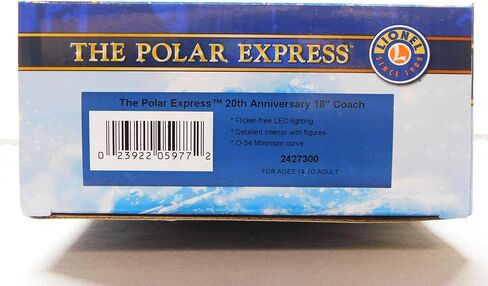 THE POLAR EXPRESS™
LIONEL
L
SINCE 1900
The Polar Express™ 20th Anniversary 18" Coach
* Flicker-free LED lighting
* Detailed interior with figures
* O-54 Minimum curve
2427300
FOR AGES 14 TO ADULT
0 23922 05977 2